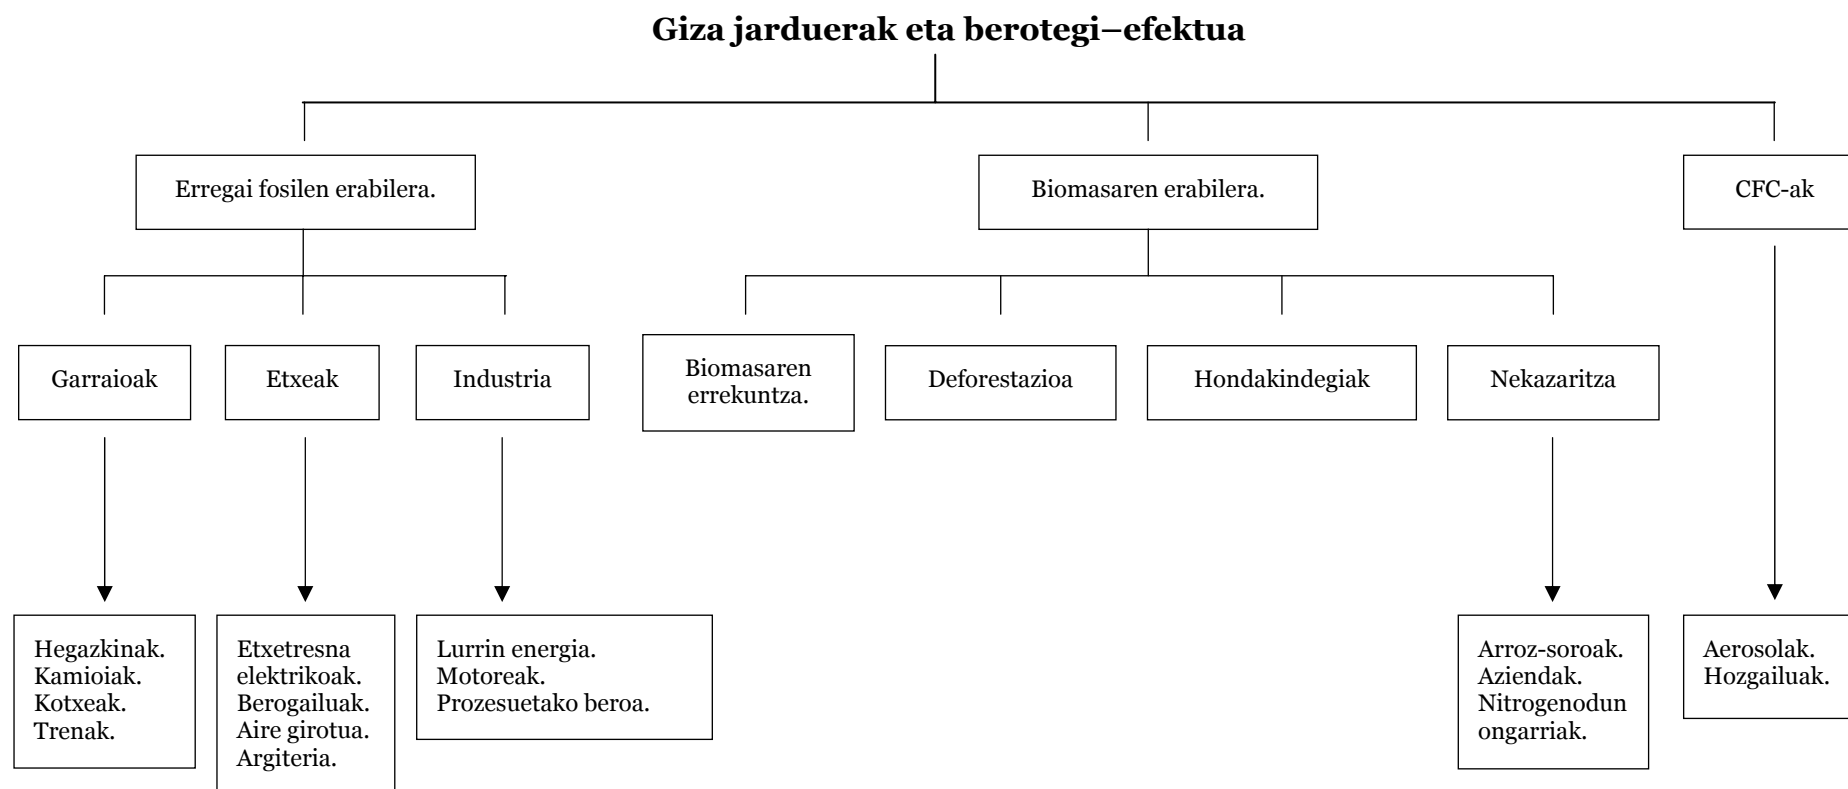 Giza jarduerak eta berotegi–efektua
Erregai fosilen erabilera.
Biomasaren erabilera.
CFC-ak
Garraioak
Etxeak
Industria
Biomasaren
errekuntza.
Deforestazioa
Hondakindegiak
Nekazaritza
Hegazkinak.
Kamioiak.
Kotxeak.
Trenak.
Etxetresna
elektrikoak.
Berogailuak.
Aire girotua.
Argiteria.
Lurrin energia.
Motoreak.
Prozesuetako beroa.
Arroz-soroak.
Aziendak.
Nitrogenodun
ongarriak.
Aerosolak.
Hozgailuak.